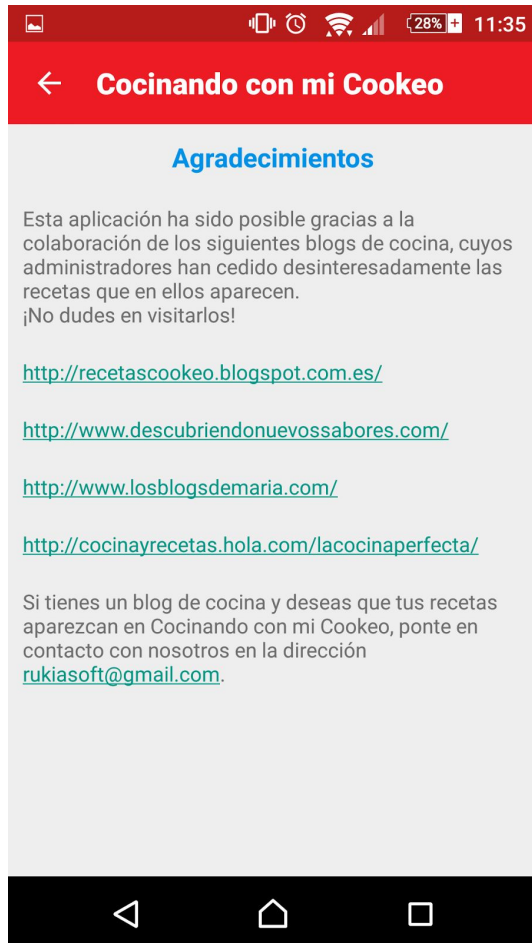 28% 11:35
Cocinando con mi Cookeo
Agradecimientos
Esta aplicación ha sido posible gracias a la
colaboración de los siguientes blogs de cocina, cuyos
administradores han cedido desinteresadamente las
recetas que en ellos aparecen.
¡No dudes en visitarlos!
http://recetascookeo.blogspot.com.es/
http://www.descubriendonuevossabores.com/
http://www.losblogsdemaria.com/
http://cocinayrecetas.hola.com/lacocinaperfecta/
Si tienes un blog de cocina y deseas que tus recetas
aparezcan en Cocinando con mi Cookeo, ponte en
contacto con nosotros en la dirección
rukiasoft@gmail.com.